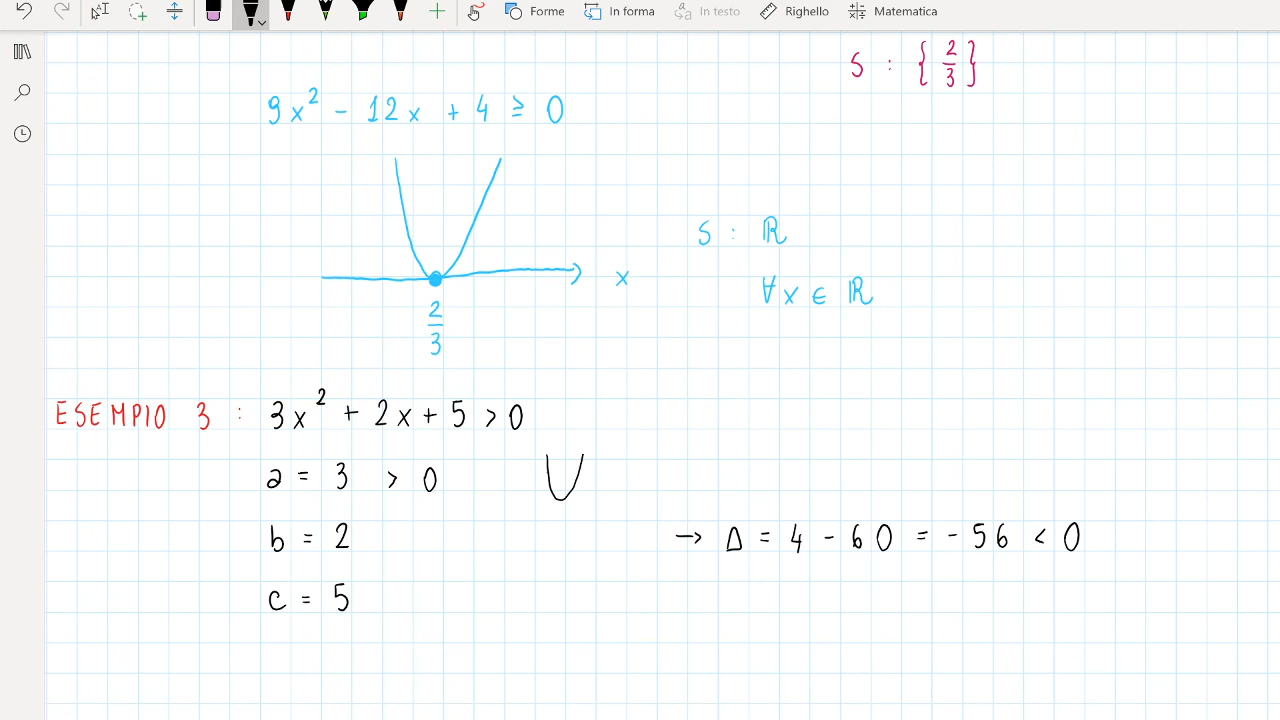 Forme In forma In testo Righello Matematica
S : { 2/3 }
9x² - 12x + 4 ≥ 0
S : ℝ
x
∀ x ∈ ℝ
2/3
ESEMPIO 3 : 3x² + 2x + 5 > 0
a = 3 > 0
b = 2 → Δ = 4 - 60 = -56 < 0
c = 5